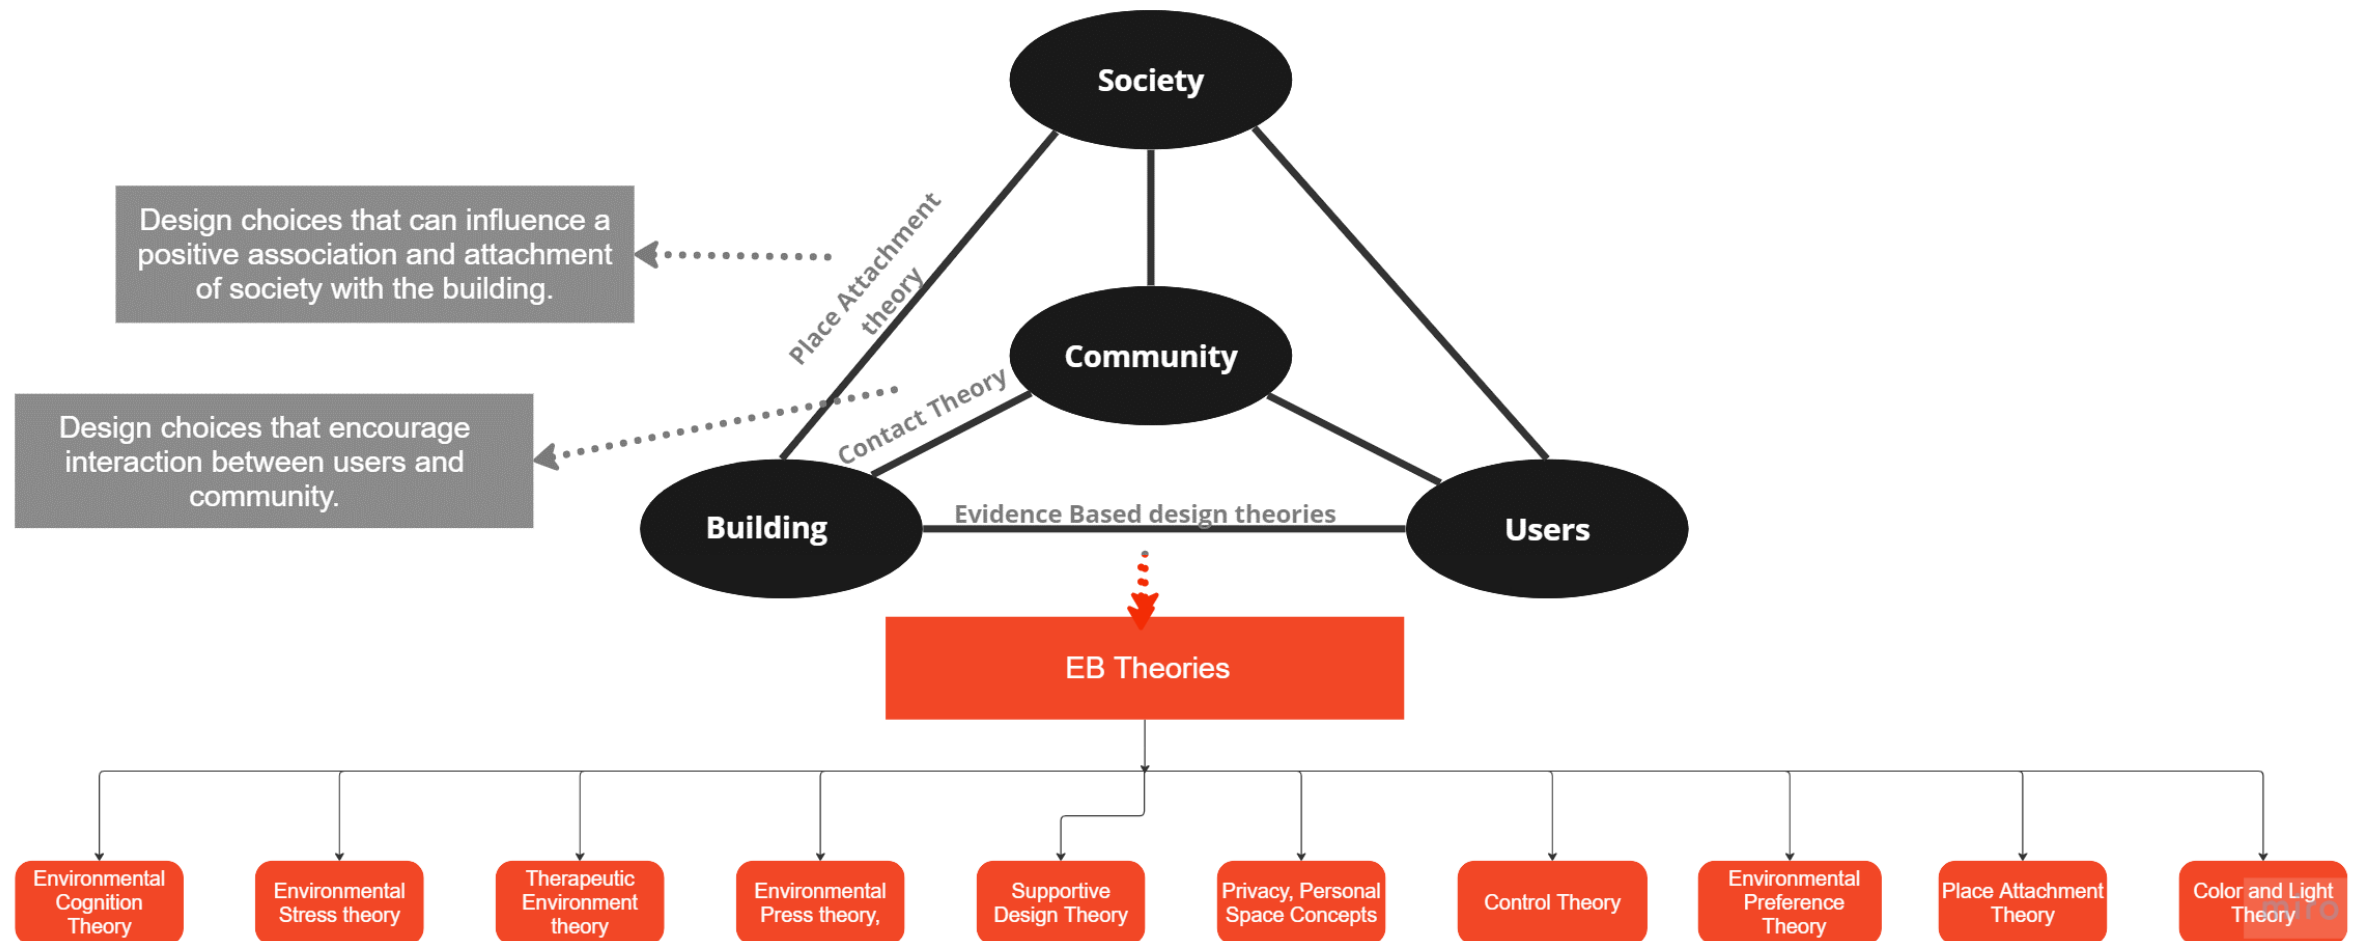 Society
Place Attachment
theory
Design choices that can influence a
positive association and attachment
of society with the building.
Community
Contact Theory
Design choices that encourage
interaction between users and
community.
Building
Evidence Based design theories
Users
EB Theories
Environmental
Cognition
Theory
Environmental
Stress theory
Therapeutic
Environment
theory
Environmental
Press theory,
Supportive
Design Theory
Privacy, Personal
Space Concepts
Control Theory
Environmental
Preference
Theory
Place Attachment
Theory
Color and Light
Theory
miro